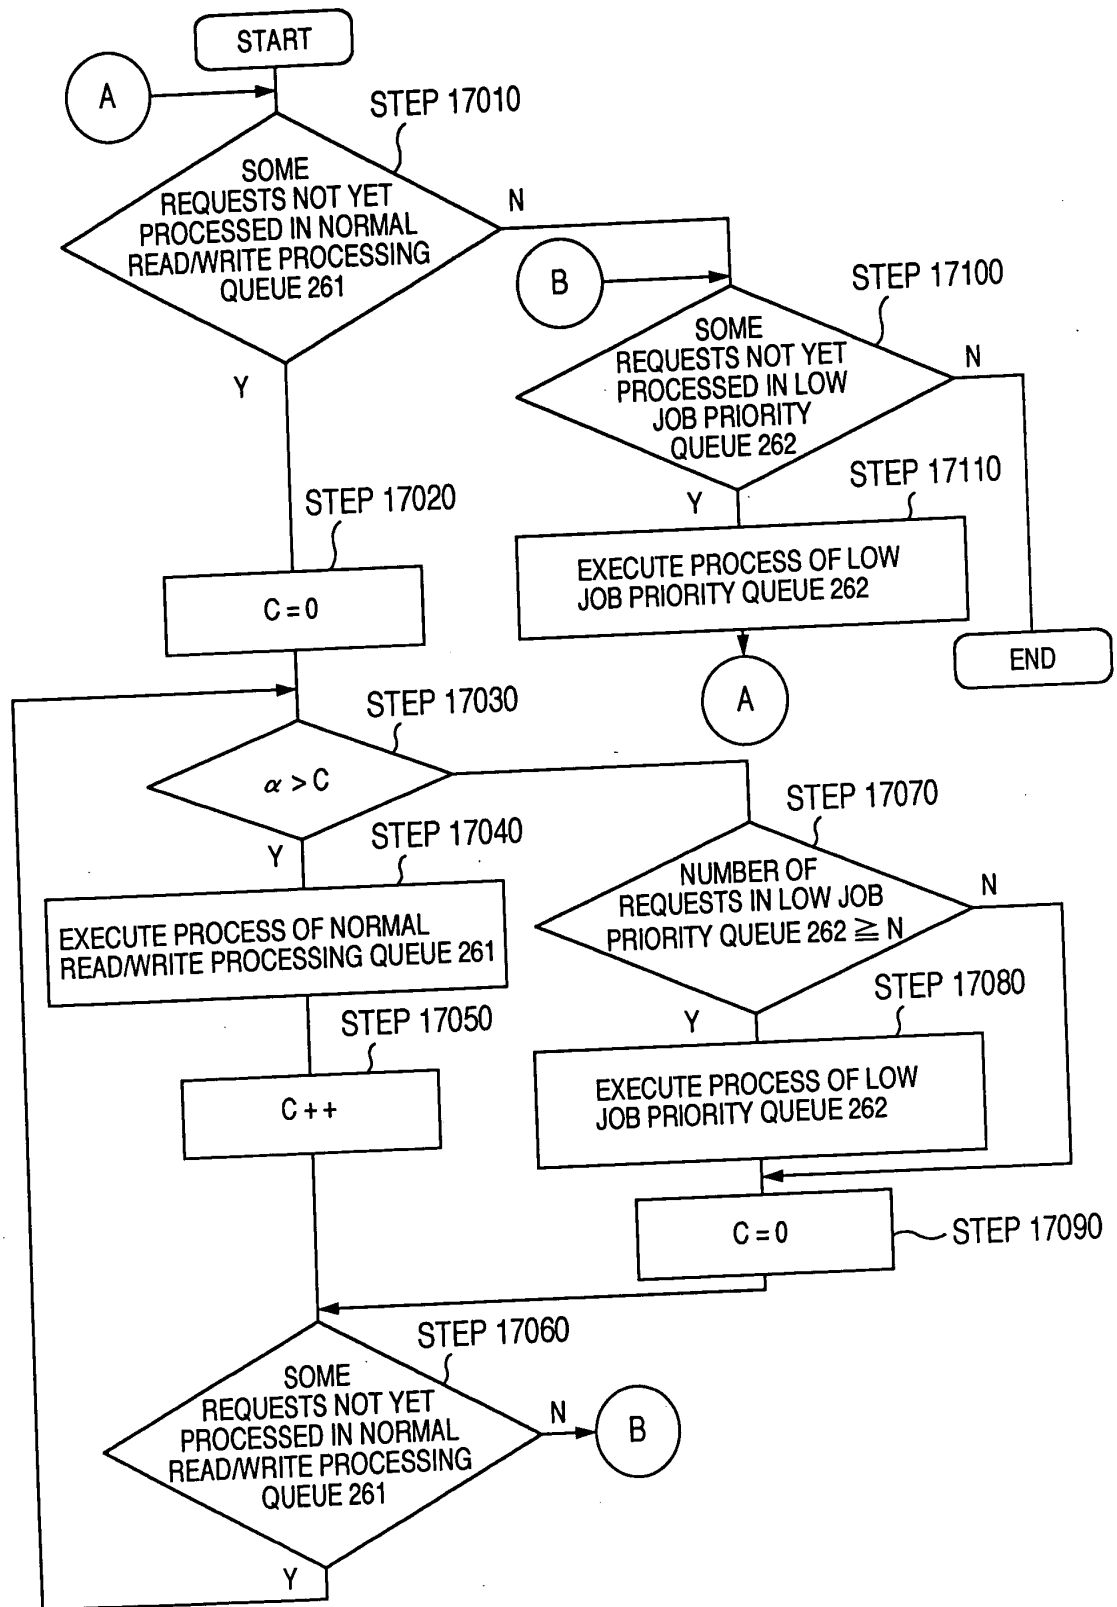 START
A
STEP 17010
SOME
REQUESTS NOT YET
PROCESSED IN NORMAL
READ/WRITE PROCESSING
QUEUE 261
N
Y
B
STEP 17100
SOME
REQUESTS NOT YET
PROCESSED IN LOW
JOB PRIORITY
QUEUE 262
N
Y
STEP 17110
EXECUTE PROCESS OF LOW
JOB PRIORITY QUEUE 262
A
END
STEP 17020
C = 0
STEP 17030
α > C
Y
STEP 17040
EXECUTE PROCESS OF NORMAL
READ/WRITE PROCESSING QUEUE 261
STEP 17050
C + +
STEP 17070
NUMBER OF
REQUESTS IN LOW JOB
PRIORITY QUEUE 262 ≧ N
N
Y
STEP 17080
EXECUTE PROCESS OF LOW
JOB PRIORITY QUEUE 262
C = 0
STEP 17090
STEP 17060
SOME
REQUESTS NOT YET
PROCESSED IN NORMAL
READ/WRITE PROCESSING
QUEUE 261
N
B
Y